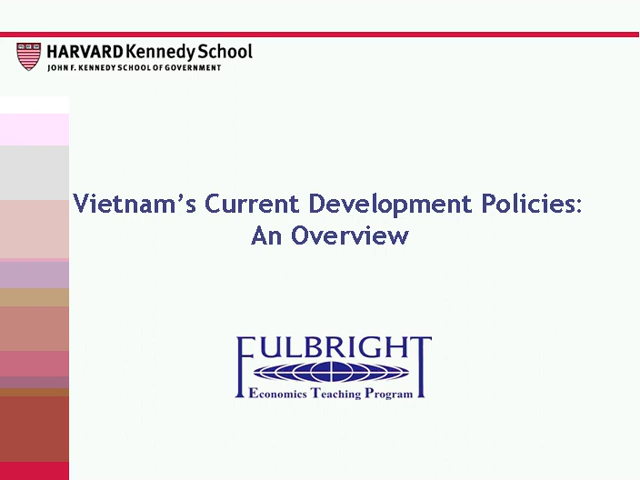 HARVARD Kennedy School
JOHN F. KENNEDY SCHOOL OF GOVERNMENT
Vietnam's Current Development Policies:
An Overview
FULBRIGHT
Economics Teaching Program